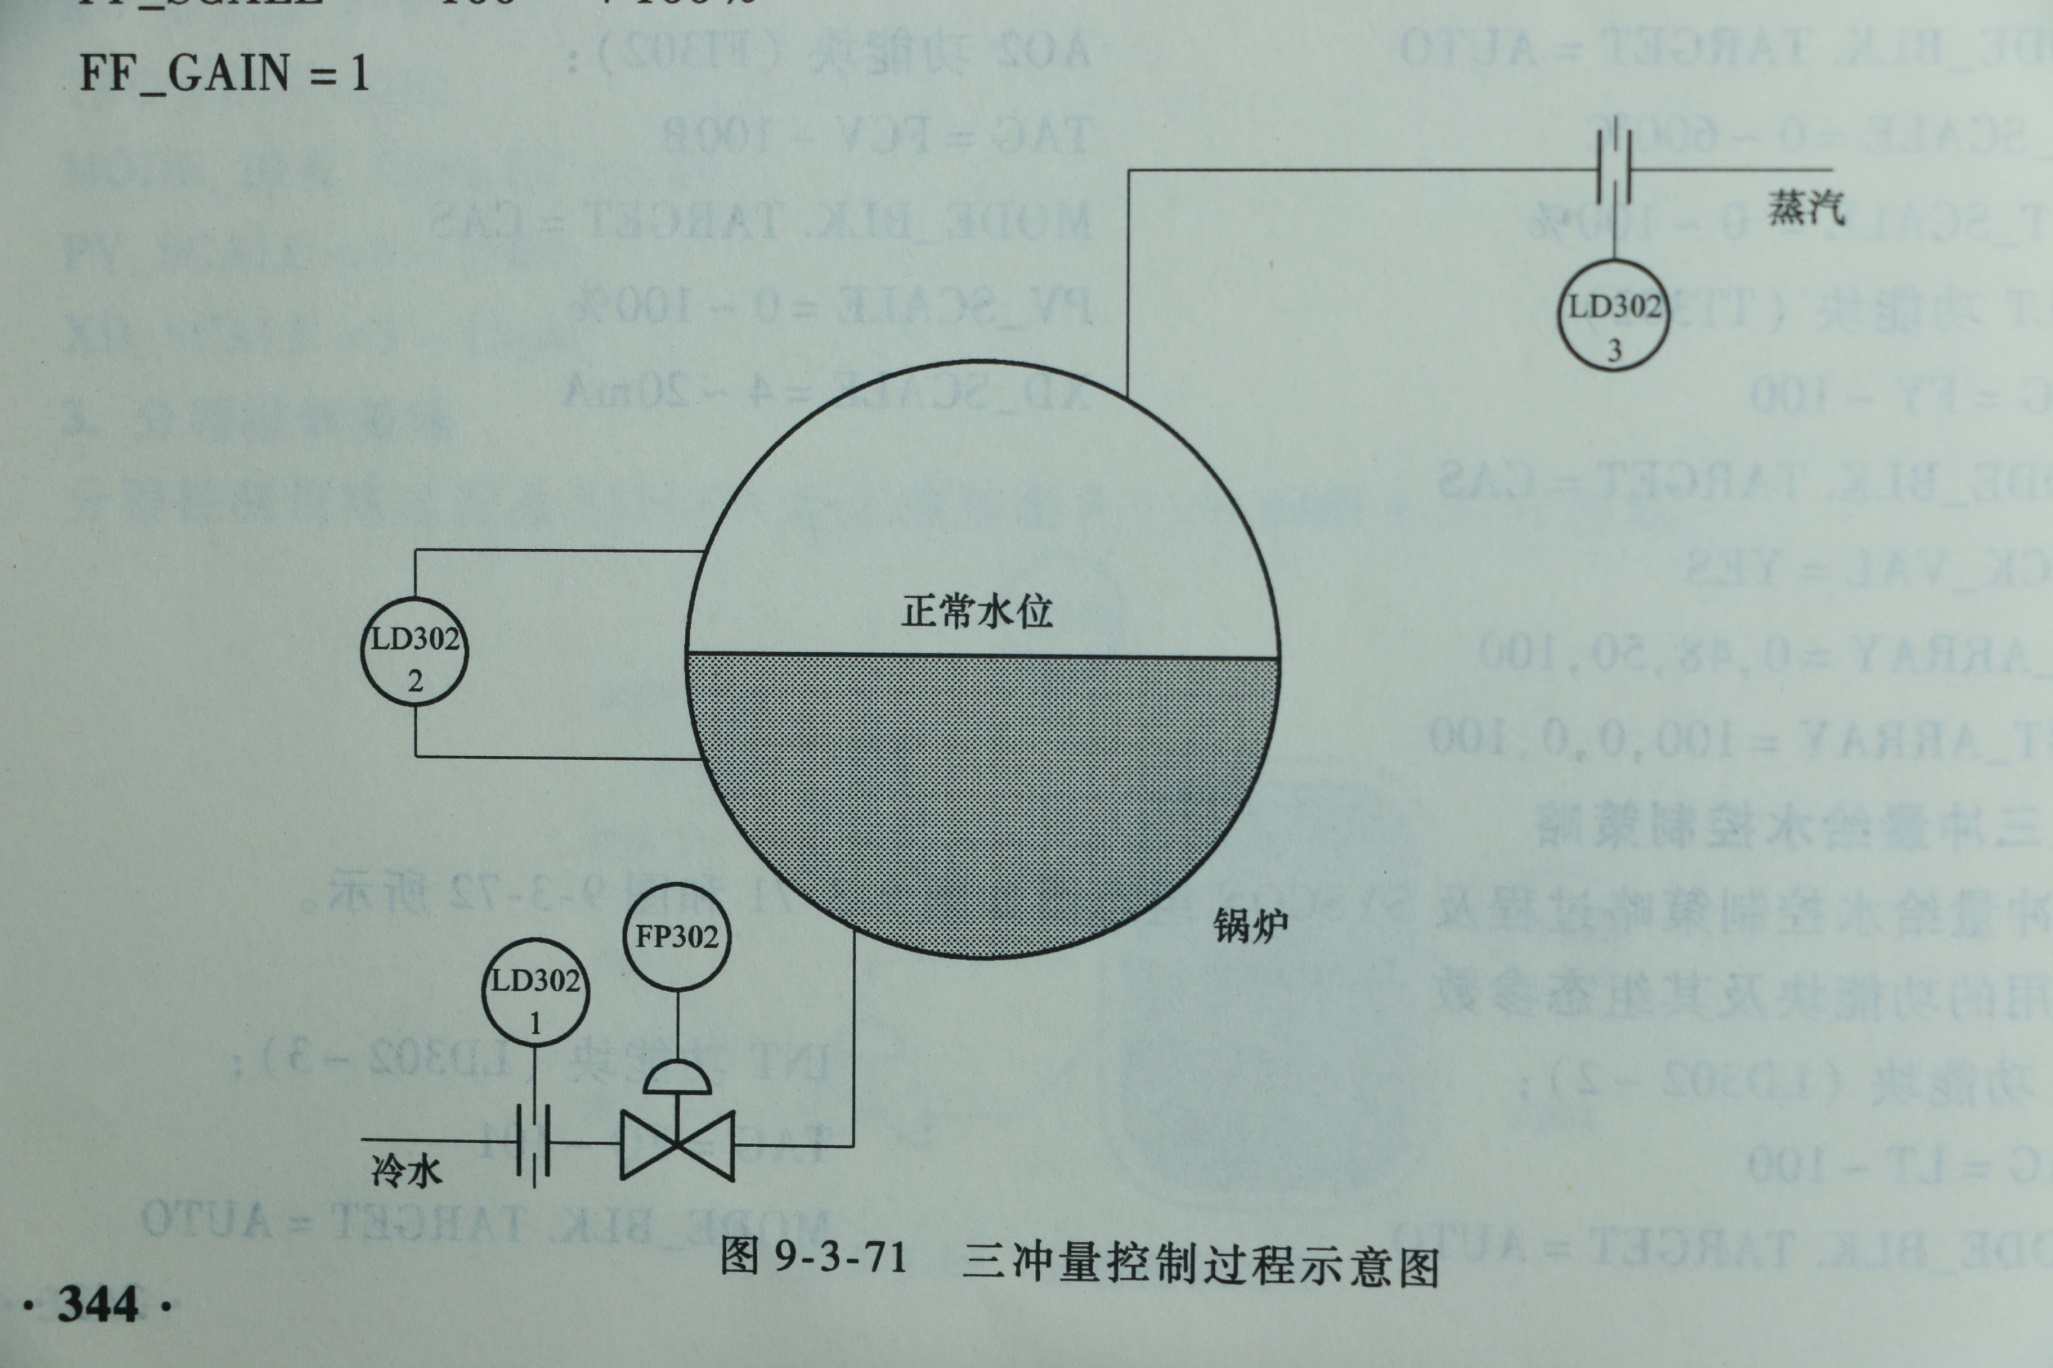 FF_GAIN = 1
蒸汽
LD302
3
正常水位
LD302
2
锅炉
FP302
LD302
1
冷水
图 9-3-71 三冲量控制过程示意图
· 344 ·